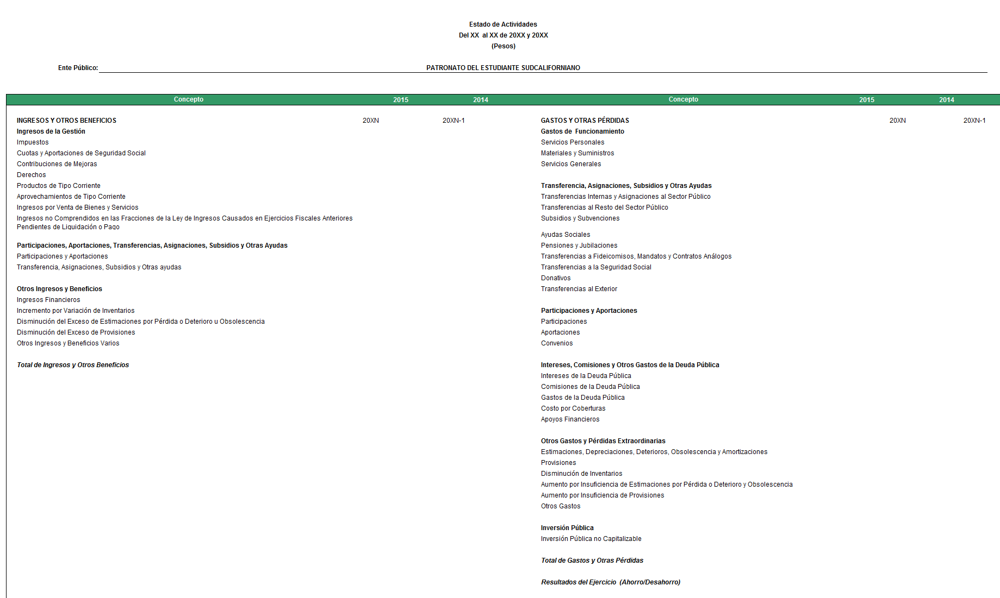 Estado de Actividades
Del XX al XX de 20XX y 20XX
(Pesos)
Ente Público: PATRONATO DEL ESTUDIANTE SUDCALIFORNIANO
Concepto 2015 2014 Concepto 2015 2014
INGRESOS Y OTROS BENEFICIOS 20XN 20XN-1
Ingresos de la Gestión
Impuestos
Cuotas y Aportaciones de Seguridad Social
Contribuciones de Mejoras
Derechos
Productos de Tipo Corriente
Aprovechamientos de Tipo Corriente
Ingresos por Venta de Bienes y Servicios
Ingresos no Comprendidos en las Fracciones de la Ley de Ingresos Causados en Ejercicios Fiscales Anteriores
Pendientes de Liquidación o Pago
Participaciones, Aportaciones, Transferencias, Asignaciones, Subsidios y Otras Ayudas
Participaciones y Aportaciones
Transferencia, Asignaciones, Subsidios y Otras ayudas
Otros Ingresos y Beneficios
Ingresos Financieros
Incremento por Variación de Inventarios
Disminución del Exceso de Estimaciones por Pérdida o Deterioro u Obsolescencia
Disminución del Exceso de Provisiones
Otros Ingresos y Beneficios Varios
Total de Ingresos y Otros Beneficios
GASTOS Y OTRAS PÉRDIDAS 20XN 20XN-1
Gastos de Funcionamiento
Servicios Personales
Materiales y Suministros
Servicios Generales
Transferencia, Asignaciones, Subsidios y Otras Ayudas
Transferencias Internas y Asignaciones al Sector Público
Transferencias al Resto del Sector Público
Subsidios y Subvenciones
Ayudas Sociales
Pensiones y Jubilaciones
Transferencias a Fideicomisos, Mandatos y Contratos Análogos
Transferencias a la Seguridad Social
Donativos
Transferencias al Exterior
Participaciones y Aportaciones
Participaciones
Aportaciones
Convenios
Intereses, Comisiones y Otros Gastos de la Deuda Pública
Intereses de la Deuda Pública
Comisiones de la Deuda Pública
Gastos de la Deuda Pública
Costo por Coberturas
Apoyos Financieros
Otros Gastos y Pérdidas Extraordinarias
Estimaciones, Depreciaciones, Deterioros, Obsolescencia y Amortizaciones
Provisiones
Disminución de Inventarios
Aumento por Insuficiencia de Estimaciones por Pérdida o Deterioro y Obsolescencia
Aumento por Insuficiencia de Provisiones
Otros Gastos
Inversión Pública
Inversión Pública no Capitalizable
Total de Gastos y Otras Pérdidas
Resultados del Ejercicio (Ahorro/Desahorro)